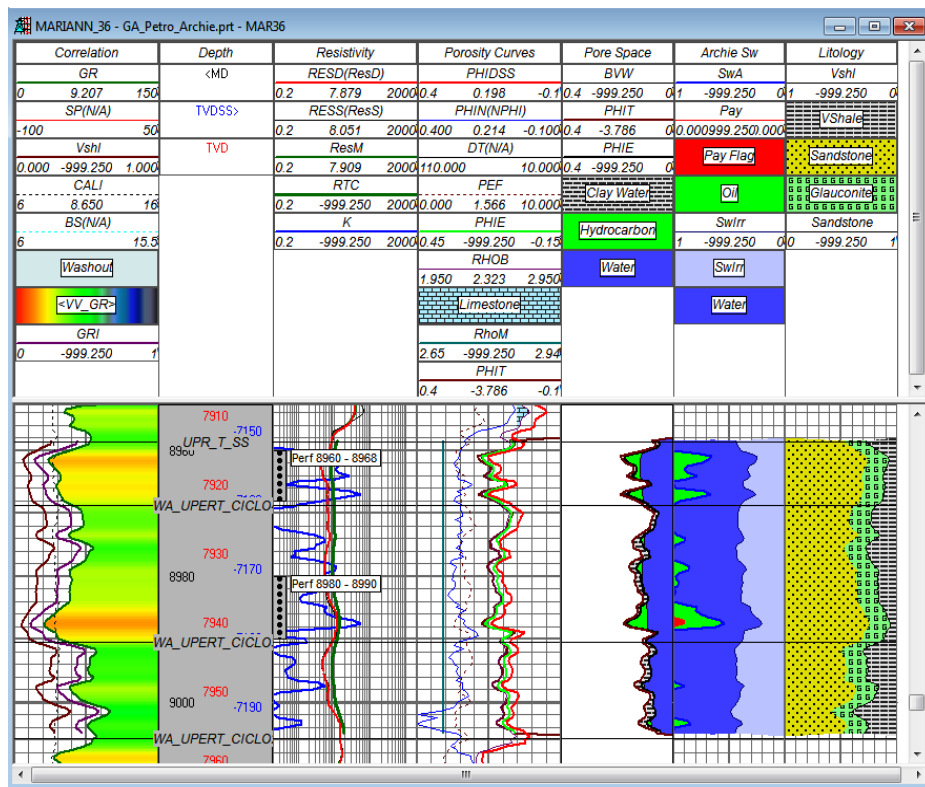 MARIANN_36 - GA_Petro_Archie.prt - MAR36
Correlation Depth Resistivity Porosity Curves Pore Space Archie Sw Litology
GR <MD RESD(ResD) PHIDSS BVW SwA Vshl
0 9.207 150 0.2 7.879 2000 0.4 0.198 -0.1 0.4 -999.250 0 1 -999.250 0 1 -999.250 0
SP(N/A) TVDSS> RESS(ResS) PHIN(NPHI) PHIT Pay VShale
-100 50 0.2 8.051 2000 0.400 0.214 -0.100 0.4 -3.786 0 0.000 999.250 0.000
Vshl TVD ResM DT(N/A) PHIE Pay Flag Sandstone
0.000 -999.250 1.000 0.2 7.909 2000 110.000 10.000 0.4 -999.250 0
CALI RTC PEF Clay Water Oil Glauconite
6 8.650 16 0.2 -999.250 2000 0.000 1.566 10.000
BS(N/A) K PHIE Hydrocarbon SwIrr Sandstone
6 15.5 0.2 -999.250 2000 0.45 -999.250 -0.15 1 -999.250 0 0 -999.250 1
Washout RHOB Water SwIrr
1.950 2.323 2.950
<VV_GR> Limestone Water
GRI RhoM
0 -999.250 1 2.65 -999.250 2.94
PHIT
0.4 -3.786 -0.1
7910
-7150
UPR_T_SS
8960
Perf 8960 - 8968
7920
WA_UPERT_CICLO
7930
-7170
8980
Perf 8980 - 8990
7940
WA_UPERT_CICLO
7950
9000 -7190
WA_UPERT_CICLO
7960